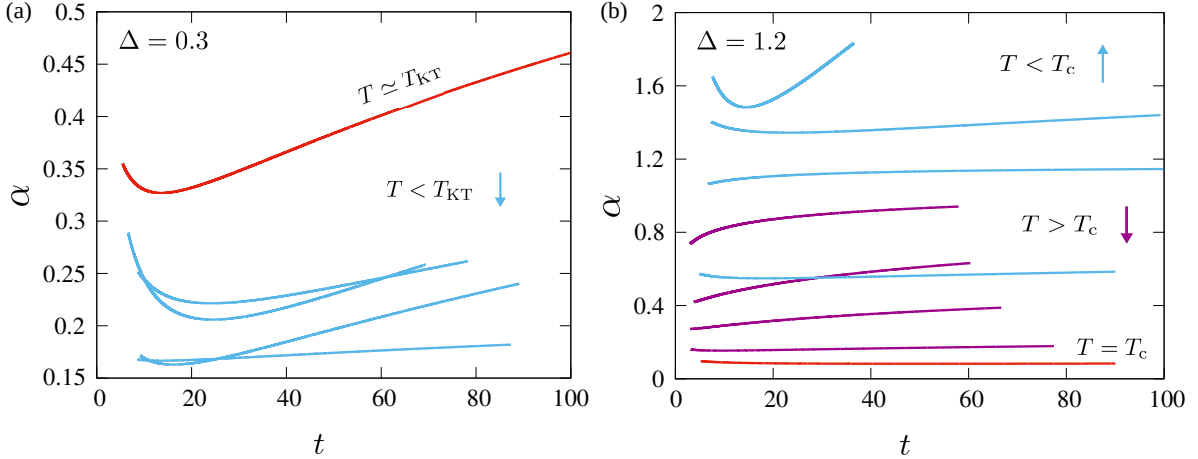 (a)
Δ = 0.3
T ≃ T_KT
T < T_KT
α
0.5
0.45
0.4
0.35
0.3
0.25
0.2
0.15
0 20 40 60 80 100
t
(b)
Δ = 1.2
T < T_c
T > T_c
T = T_c
α
2
1.6
1.2
0.8
0.4
0
0 20 40 60 80 100
t